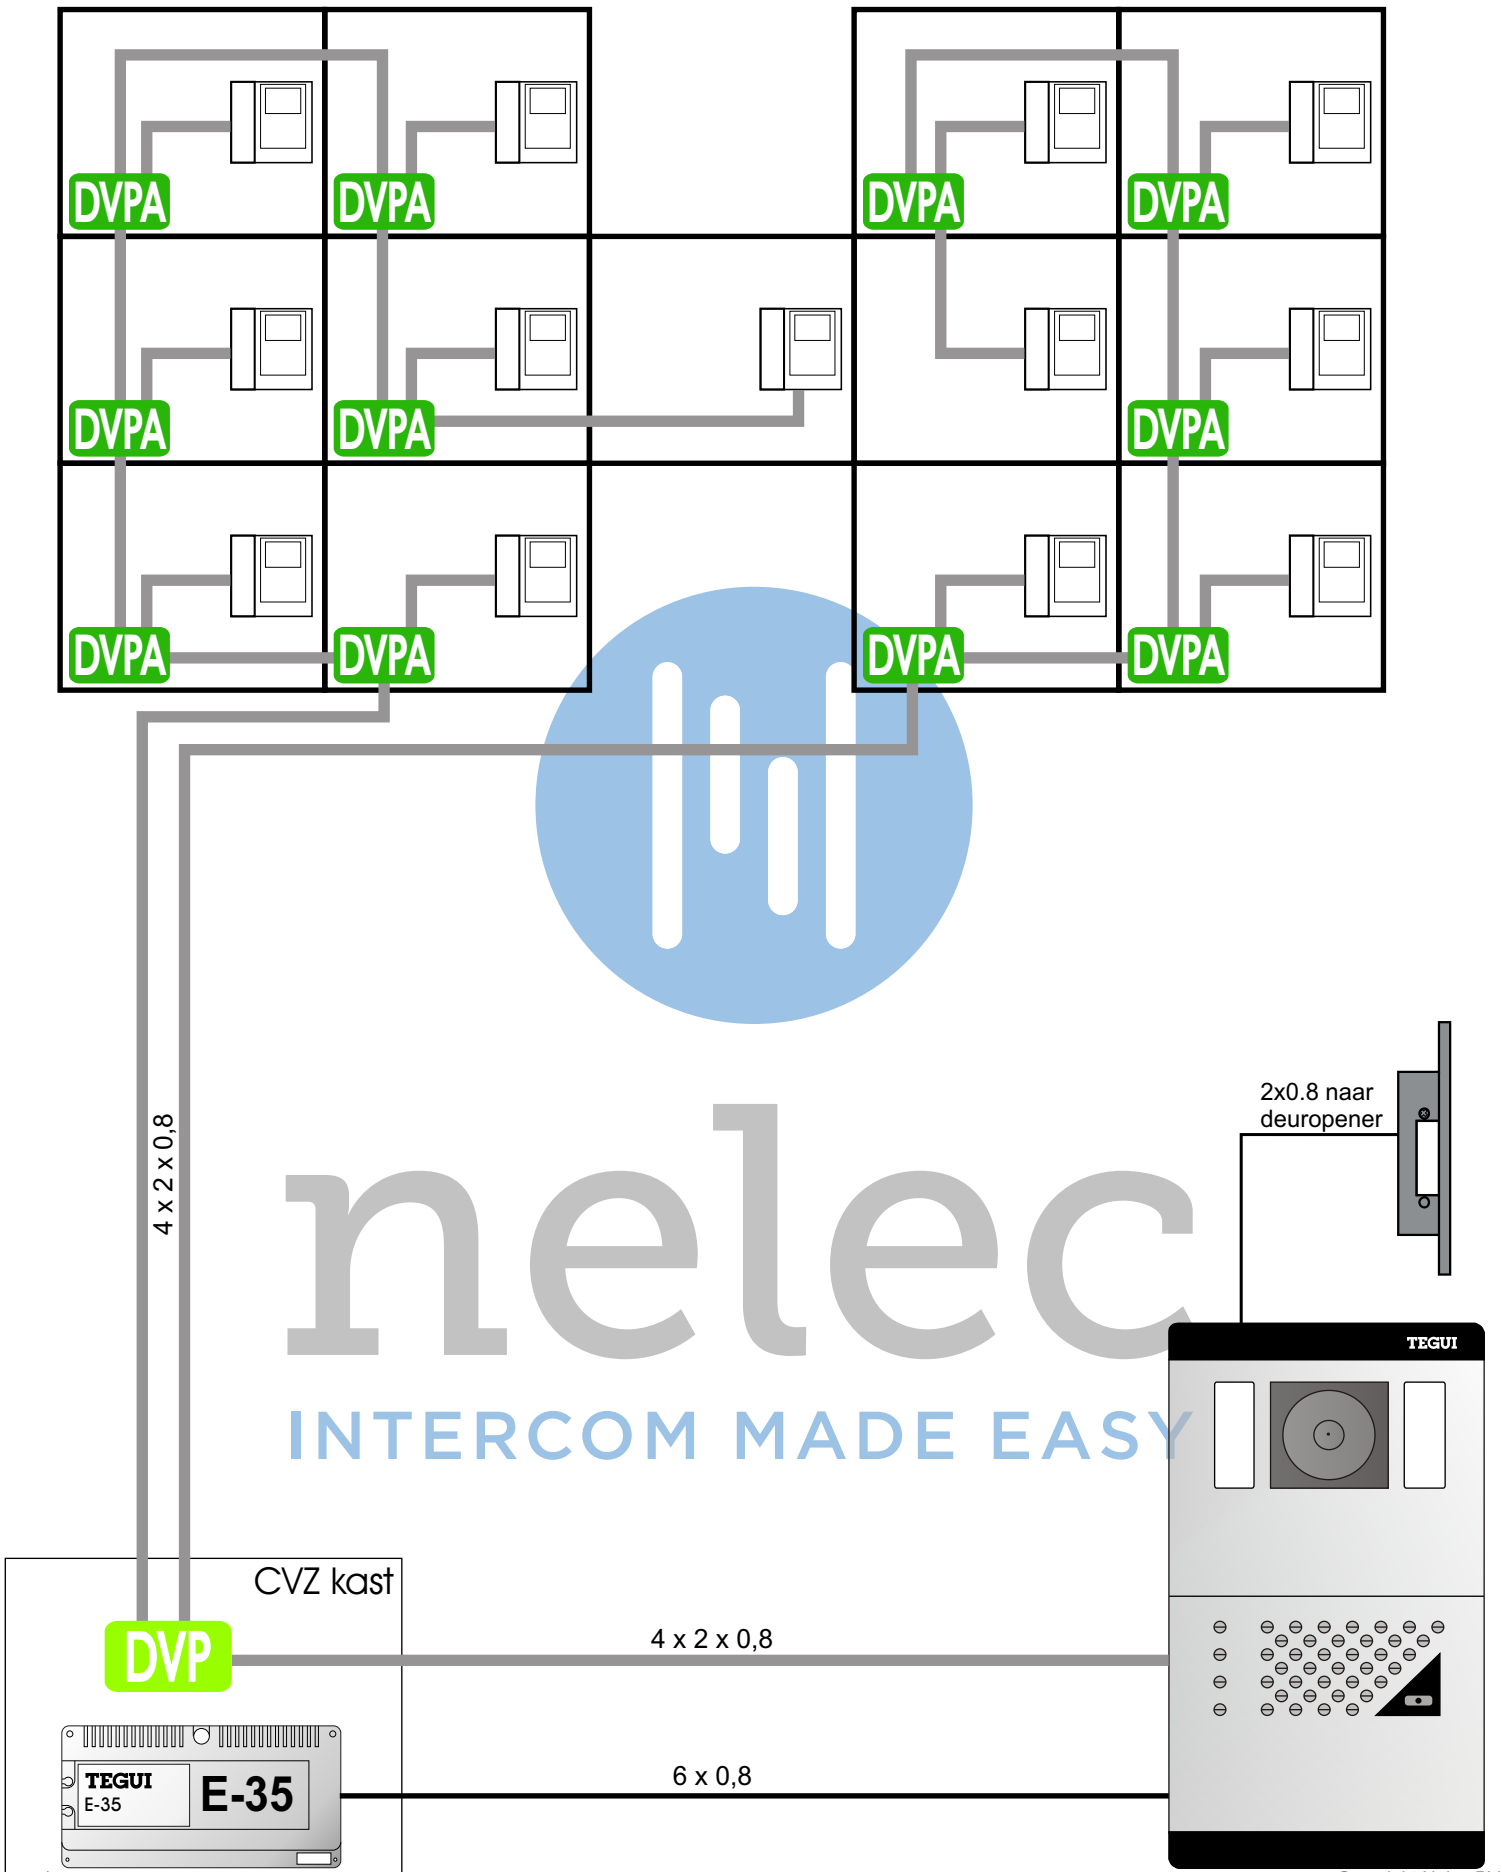 DVPA DVPA DVPA DVPA
DVPA DVPA DVPA
DVPA DVPA DVPA DVPA
4 x 2 x 0,8
2x0.8 naar
deuropener
nelec
INTERCOM MADE EASY
TEGUI
CVZ kast
DVP
4 x 2 x 0,8
TEGUI
E-35
E-35
6 x 0,8